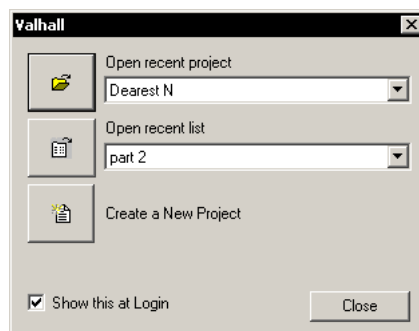 Valhall
Open recent project
Dearest N
Open recent list
part 2
Create a New Project
Show this at Login
Close